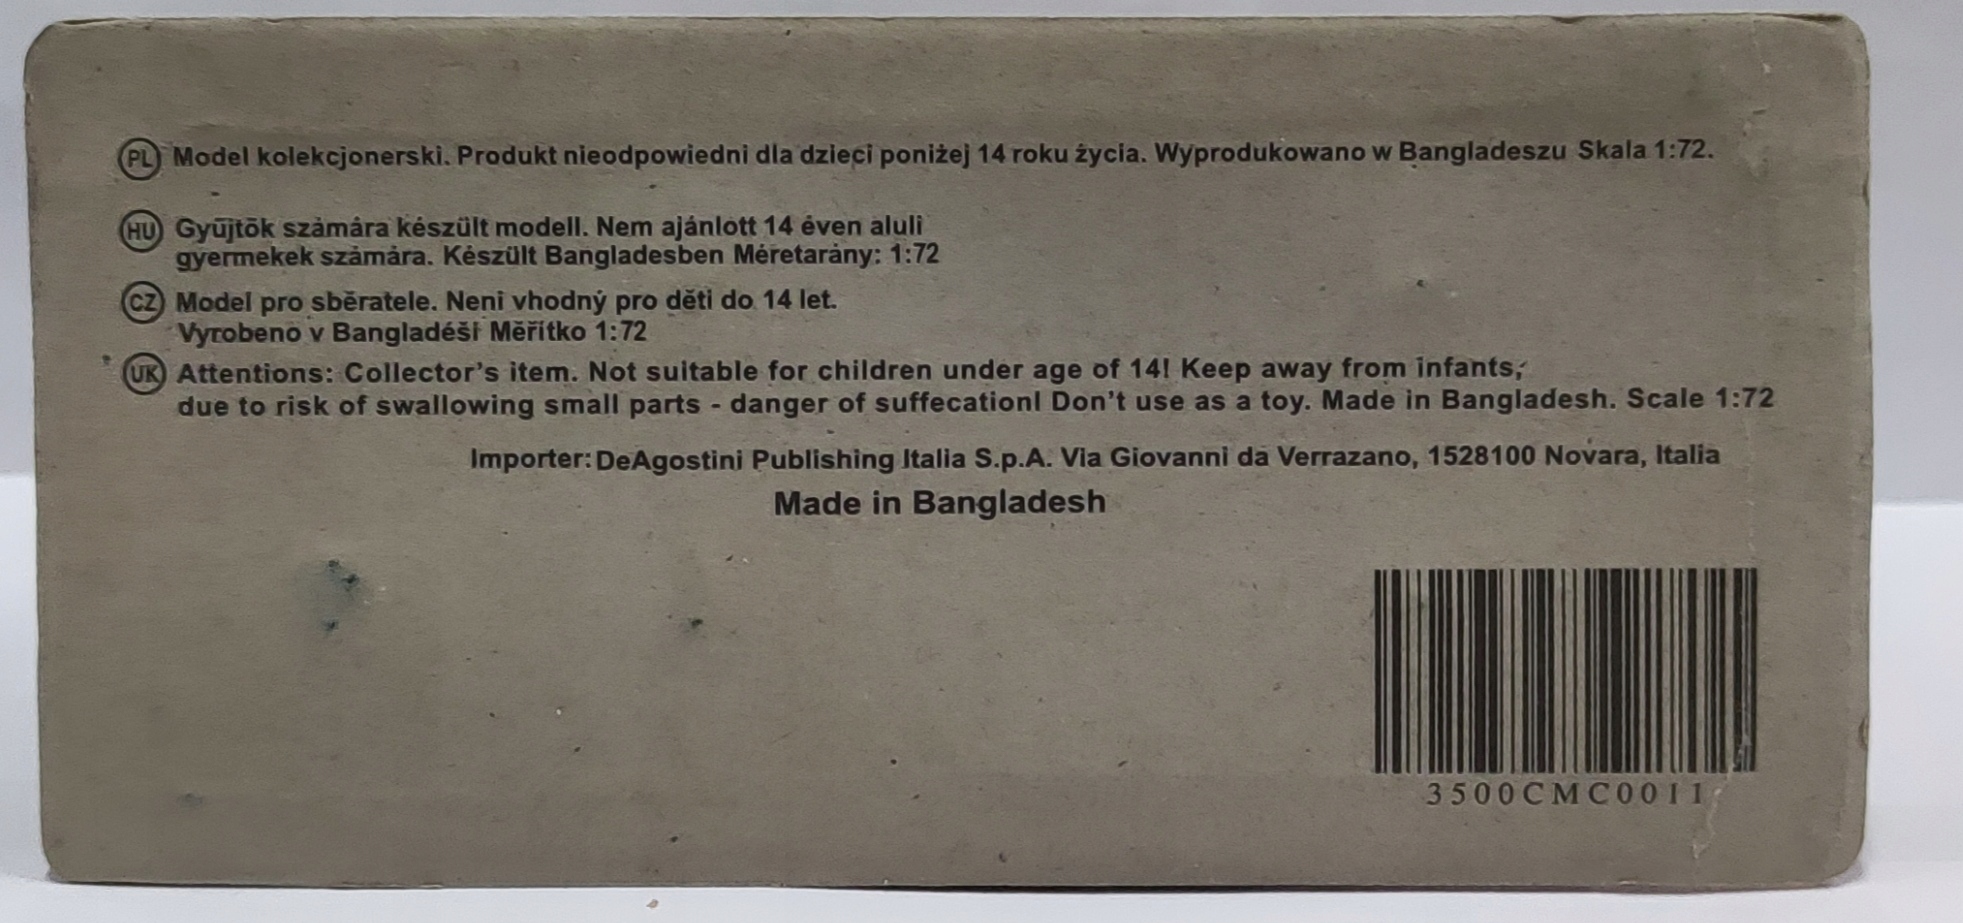 PL Model kolekcjonerski. Produkt nieodpowiedni dla dzieci poniżej 14 roku życia. Wyprodukowano w Bangladeszu Skala 1:72.
HU Gyūjtōk számára készült modell. Nem ajánlott 14 éven aluli
gyermekek számára. Készült Bangladesben Méretarány: 1:72
CZ Model pro sběratele. Neni vhodný pro děti do 14 let.
Vyrobeno v Bangladéši Měřítko 1:72
UK Attentions: Collector's item. Not suitable for children under age of 14! Keep away from infants,
due to risk of swallowing small parts - danger of suffecation! Don't use as a toy. Made in Bangladesh. Scale 1:72
Importer: DeAgostini Publishing Italia S.p.A. Via Giovanni da Verrazano, 1528100 Novara, Italia
Made in Bangladesh
3500CMC0011